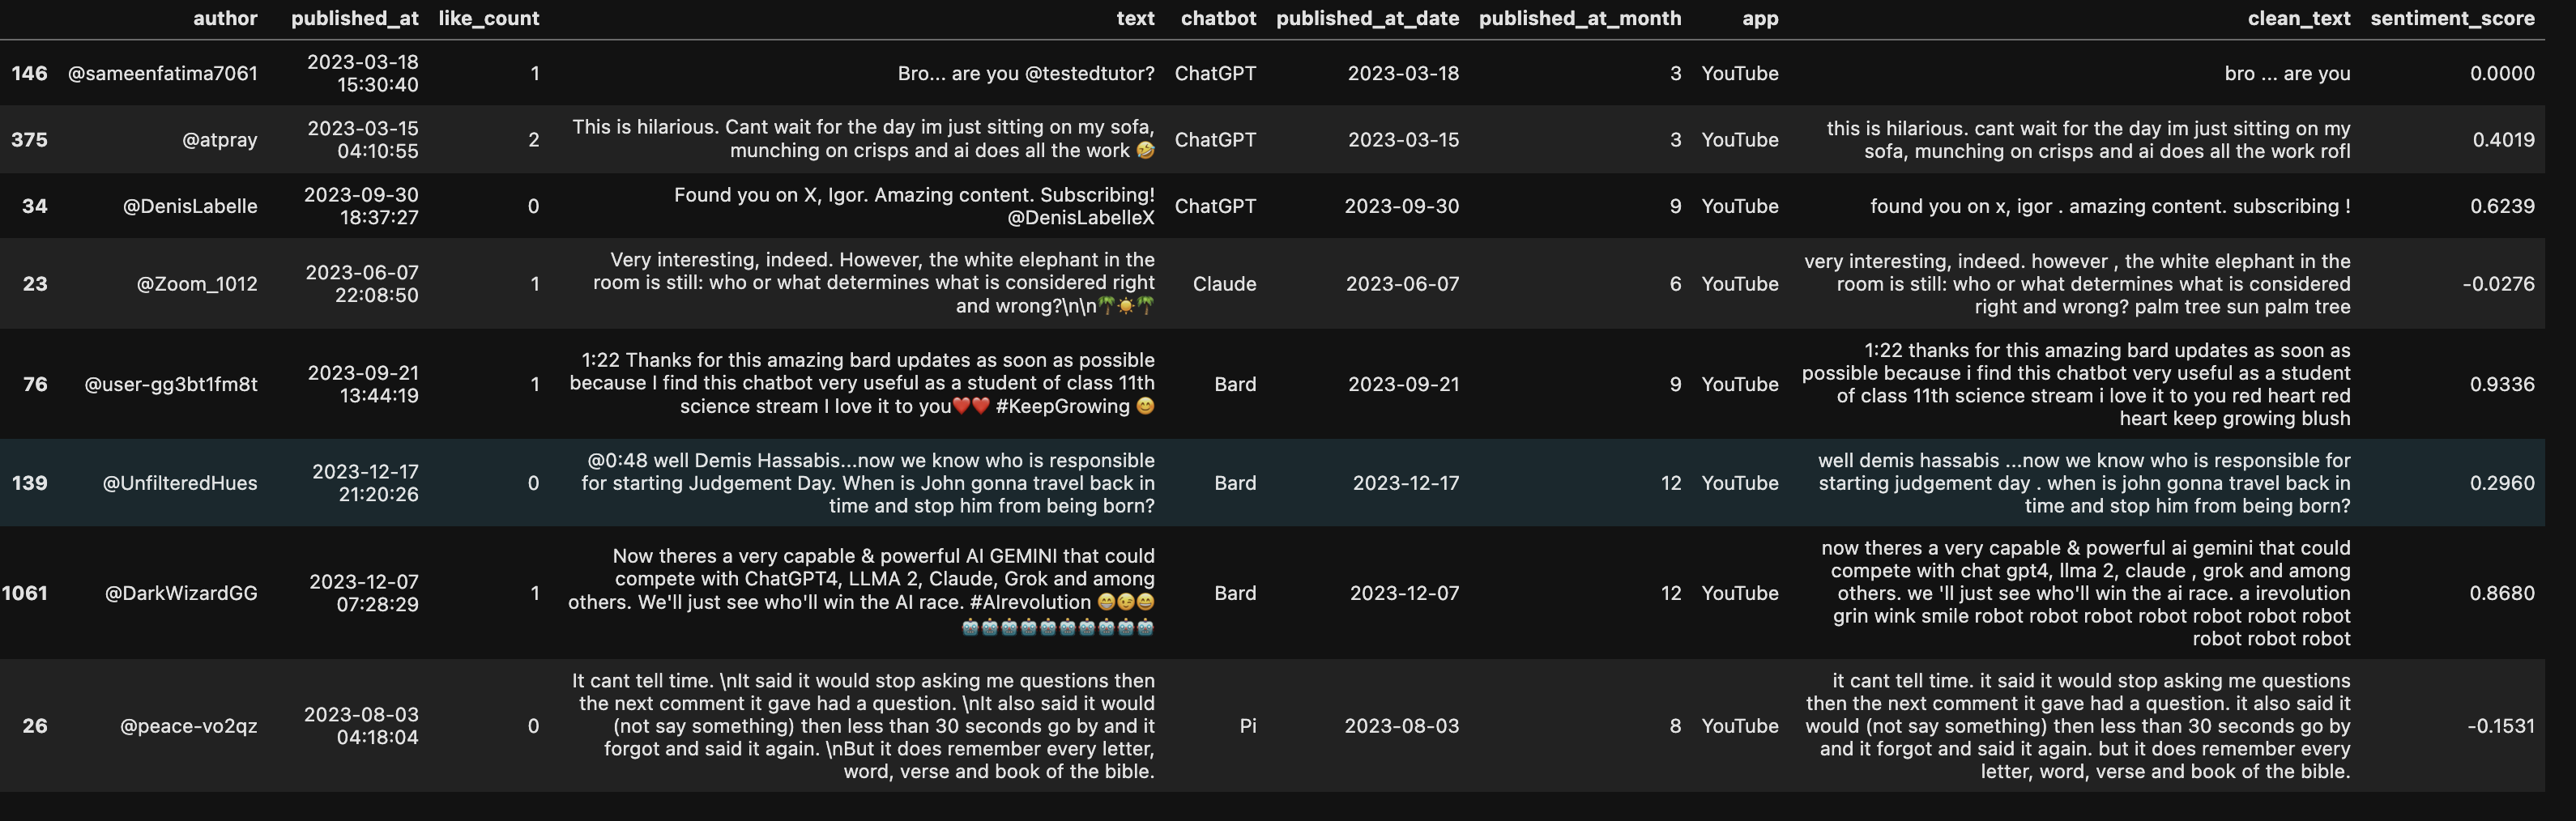 author published_at like_count text chatbot published_at_date published_at_month app clean_text sentiment_score
146 @sameenfatima7061 2023-03-18 15:30:40 1 Bro... are you @testedtutor? ChatGPT 2023-03-18 3 YouTube bro ... are you 0.0000
375 @atpray 2023-03-15 04:10:55 2 This is hilarious. Cant wait for the day im just sitting on my sofa, munching on crisps and ai does all the work 🤣 ChatGPT 2023-03-15 3 YouTube this is hilarious. cant wait for the day im just sitting on my sofa, munching on crisps and ai does all the work rofl 0.4019
34 @DenisLabelle 2023-09-30 18:37:27 0 Found you on X, Igor. Amazing content. Subscribing! @DenisLabelleX ChatGPT 2023-09-30 9 YouTube found you on x, igor . amazing content. subscribing ! 0.6239
23 @Zoom_1012 2023-06-07 22:08:50 1 Very interesting, indeed. However, the white elephant in the room is still: who or what determines what is considered right and wrong?\n\n🌴☀️🌴 Claude 2023-06-07 6 YouTube very interesting, indeed. however , the white elephant in the room is still: who or what determines what is considered right and wrong? palm tree sun palm tree -0.0276
76 @user-gg3bt1fm8t 2023-09-21 13:44:19 1 1:22 Thanks for this amazing bard updates as soon as possible because I find this chatbot very useful as a student of class 11th science stream I love it to you❤️❤️ #KeepGrowing 😊 Bard 2023-09-21 9 YouTube 1:22 thanks for this amazing bard updates as soon as possible because i find this chatbot very useful as a student of class 11th science stream i love it to you red heart red heart keep growing blush 0.9336
139 @UnfilteredHues 2023-12-17 21:20:26 0 @0:48 well Demis Hassabis...now we know who is responsible for starting Judgement Day. When is John gonna travel back in time and stop him from being born? Bard 2023-12-17 12 YouTube well demis hassabis ...now we know who is responsible for starting judgement day . when is john gonna travel back in time and stop him from being born? 0.2960
1061 @DarkWizardGG 2023-12-07 07:28:29 1 Now theres a very capable & powerful AI GEMINI that could compete with ChatGPT4, LLMA 2, Claude, Grok and among others. We'll just see who'll win the AI race. #AIrevolution 😁😉😄 🤖🤖🤖🤖🤖🤖🤖🤖🤖🤖 Bard 2023-12-07 12 YouTube now theres a very capable & powerful ai gemini that could compete with chat gpt4, llma 2, claude , grok and among others. we 'll just see who'll win the ai race. a irevolution grin wink smile robot robot robot robot robot robot robot robot robot robot 0.8680
26 @peace-vo2qz 2023-08-03 04:18:04 0 It cant tell time. \nIt said it would stop asking me questions then the next comment it gave had a question. \nIt also said it would (not say something) then less than 30 seconds go by and it forgot and said it again. \nBut it does remember every letter, word, verse and book of the bible. Pi 2023-08-03 8 YouTube it cant tell time. it said it would stop asking me questions then the next comment it gave had a question. it also said it would (not say something) then less than 30 seconds go by and it forgot and said it again. but it does remember every letter, word, verse and book of the bible. -0.1531